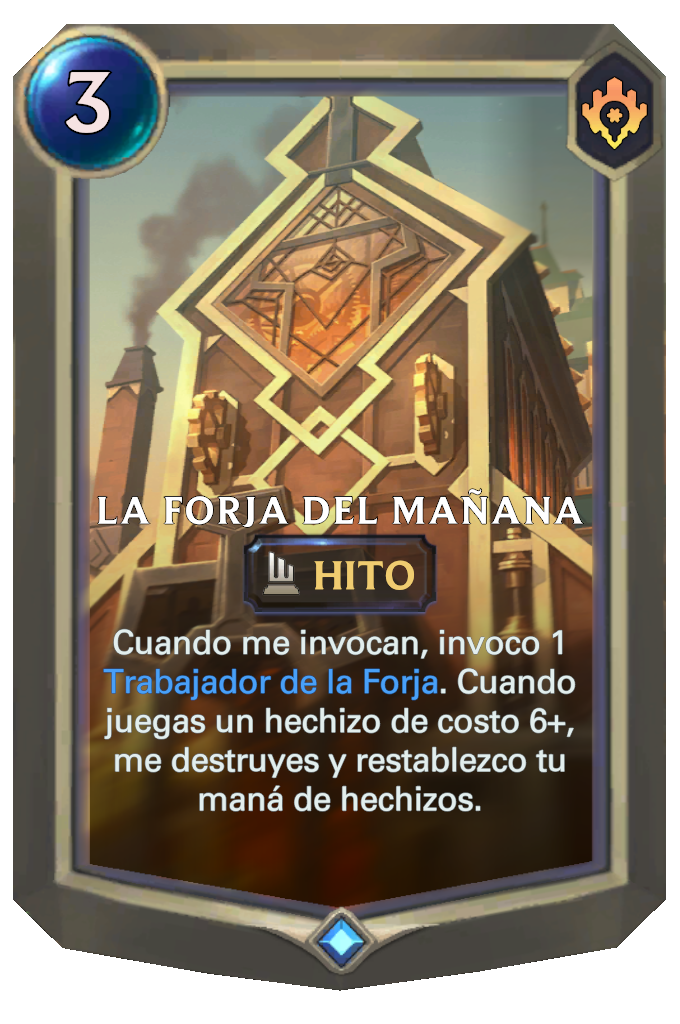 3
LA FORJA DEL MAÑANA
HITO
Cuando me invocan, invoco 1
Trabajador de la Forja. Cuando
juegas un hechizo de costo 6+,
me destruyes y restablezco tu
maná de hechizos.